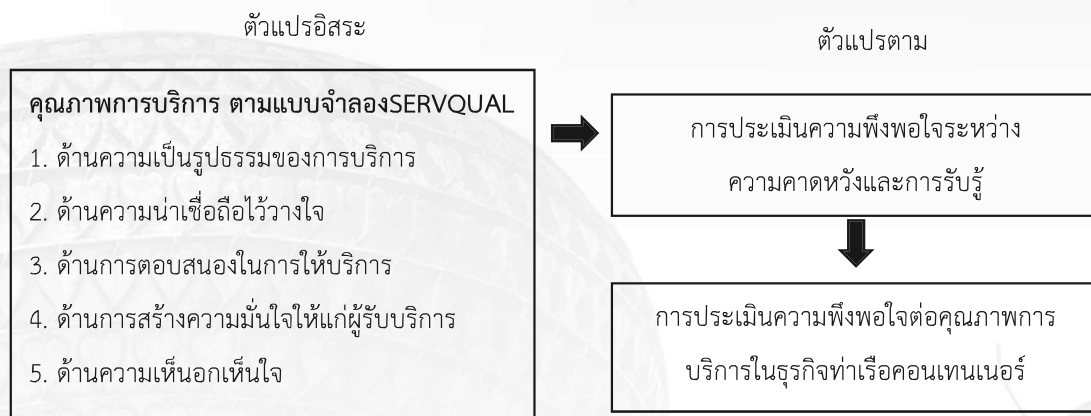 ตัวแปรอิสระ
คุณภาพการบริการ ตามแบบจำลองSERVQUAL
1. ด้านความเป็นรูปธรรมของการบริการ
2. ด้านความน่าเชื่อถือไว้วางใจ
3. ด้านการตอบสนองในการให้บริการ
4. ด้านการสร้างความมั่นใจให้แก่ผู้รับบริการ
5. ด้านความเห็นอกเห็นใจ
ตัวแปรตาม
การประเมินความพึงพอใจระหว่าง
ความคาดหวังและการรับรู้
การประเมินความพึงพอใจต่อคุณภาพการ
บริการในธุรกิจท่าเรือคอนเทนเนอร์